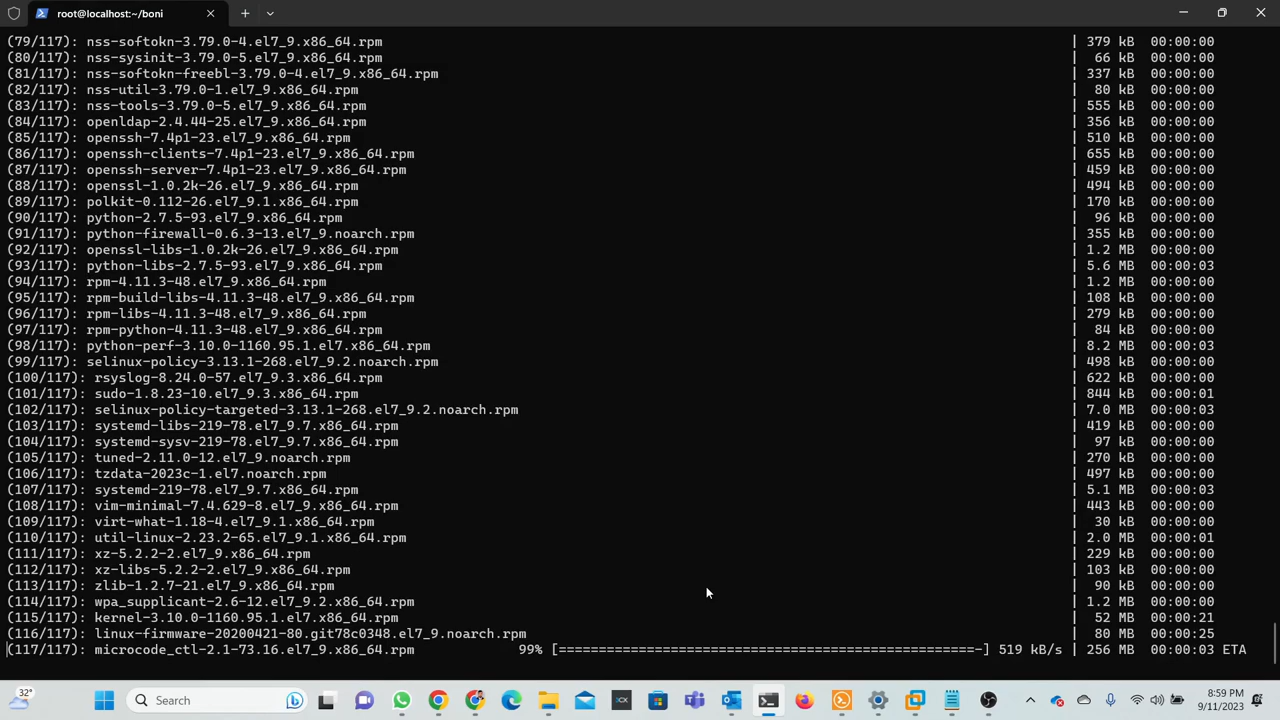 root@localhost:~/boni
(79/117): nss-softokn-3.79.0-4.el7_9.x86_64.rpm | 379 kB 00:00:00
(80/117): nss-sysinit-3.79.0-5.el7_9.x86_64.rpm | 66 kB 00:00:00
(81/117): nss-softokn-freebl-3.79.0-4.el7_9.x86_64.rpm | 337 kB 00:00:00
(82/117): nss-util-3.79.0-1.el7_9.x86_64.rpm | 80 kB 00:00:00
(83/117): nss-tools-3.79.0-5.el7_9.x86_64.rpm | 555 kB 00:00:00
(84/117): openldap-2.4.44-25.el7_9.x86_64.rpm | 356 kB 00:00:00
(85/117): openssh-7.4p1-23.el7_9.x86_64.rpm | 510 kB 00:00:00
(86/117): openssh-clients-7.4p1-23.el7_9.x86_64.rpm | 655 kB 00:00:00
(87/117): openssh-server-7.4p1-23.el7_9.x86_64.rpm | 459 kB 00:00:00
(88/117): openssl-1.0.2k-26.el7_9.x86_64.rpm | 494 kB 00:00:00
(89/117): polkit-0.112-26.el7_9.1.x86_64.rpm | 170 kB 00:00:00
(90/117): python-2.7.5-93.el7_9.x86_64.rpm | 96 kB 00:00:00
(91/117): python-firewall-0.6.3-13.el7_9.noarch.rpm | 355 kB 00:00:00
(92/117): openssl-libs-1.0.2k-26.el7_9.x86_64.rpm | 1.2 MB 00:00:00
(93/117): python-libs-2.7.5-93.el7_9.x86_64.rpm | 5.6 MB 00:00:03
(94/117): rpm-4.11.3-48.el7_9.x86_64.rpm | 1.2 MB 00:00:00
(95/117): rpm-build-libs-4.11.3-48.el7_9.x86_64.rpm | 108 kB 00:00:00
(96/117): rpm-libs-4.11.3-48.el7_9.x86_64.rpm | 279 kB 00:00:00
(97/117): rpm-python-4.11.3-48.el7_9.x86_64.rpm | 84 kB 00:00:00
(98/117): python-perf-3.10.0-1160.95.1.el7.x86_64.rpm | 8.2 MB 00:00:03
(99/117): selinux-policy-3.13.1-268.el7_9.2.noarch.rpm | 498 kB 00:00:00
(100/117): rsyslog-8.24.0-57.el7_9.3.x86_64.rpm | 622 kB 00:00:00
(101/117): sudo-1.8.23-10.el7_9.3.x86_64.rpm | 844 kB 00:00:01
(102/117): selinux-policy-targeted-3.13.1-268.el7_9.2.noarch.rpm | 7.0 MB 00:00:03
(103/117): systemd-libs-219-78.el7_9.7.x86_64.rpm | 419 kB 00:00:00
(104/117): systemd-sysv-219-78.el7_9.7.x86_64.rpm | 97 kB 00:00:00
(105/117): tuned-2.11.0-12.el7_9.noarch.rpm | 270 kB 00:00:00
(106/117): tzdata-2023c-1.el7.noarch.rpm | 497 kB 00:00:00
(107/117): systemd-219-78.el7_9.7.x86_64.rpm | 5.1 MB 00:00:03
(108/117): vim-minimal-7.4.629-8.el7_9.x86_64.rpm | 443 kB 00:00:00
(109/117): virt-what-1.18-4.el7_9.1.x86_64.rpm | 30 kB 00:00:00
(110/117): util-linux-2.23.2-65.el7_9.1.x86_64.rpm | 2.0 MB 00:00:01
(111/117): xz-5.2.2-2.el7_9.x86_64.rpm | 229 kB 00:00:00
(112/117): xz-libs-5.2.2-2.el7_9.x86_64.rpm | 103 kB 00:00:00
(113/117): zlib-1.2.7-21.el7_9.x86_64.rpm | 90 kB 00:00:00
(114/117): wpa_supplicant-2.6-12.el7_9.2.x86_64.rpm | 1.2 MB 00:00:00
(115/117): kernel-3.10.0-1160.95.1.el7.x86_64.rpm | 52 MB 00:00:21
(116/117): linux-firmware-20200421-80.git78c0348.el7_9.noarch.rpm | 80 MB 00:00:25
(117/117): microcode_ctl-2.1-73.16.el7_9.x86_64.rpm 99% [====================================================-] 519 kB/s | 256 MB 00:00:03 ETA
32°
Search
8:59 PM
9/11/2023